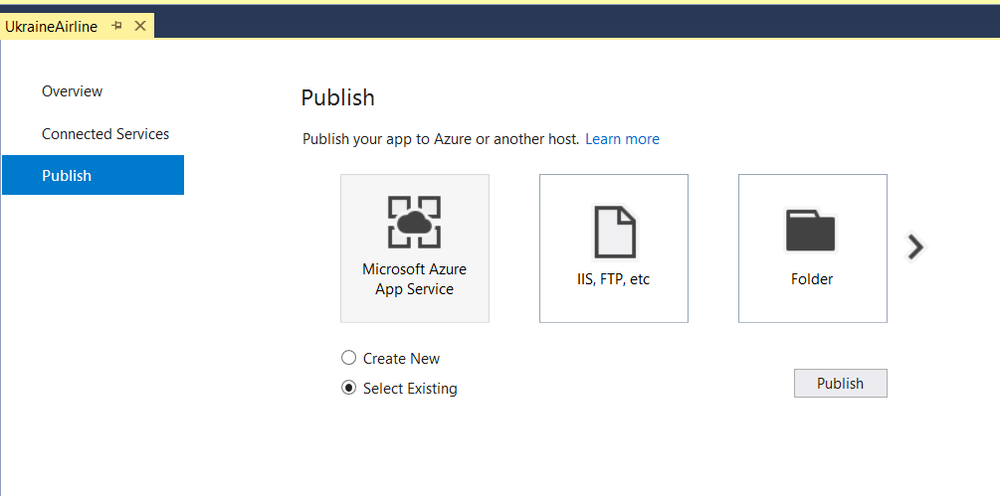 UkraineAirline
Overview
Connected Services
Publish
Publish
Publish your app to Azure or another host. Learn more
Microsoft Azure
App Service
IIS, FTP, etc
Folder
Create New
Select Existing
Publish